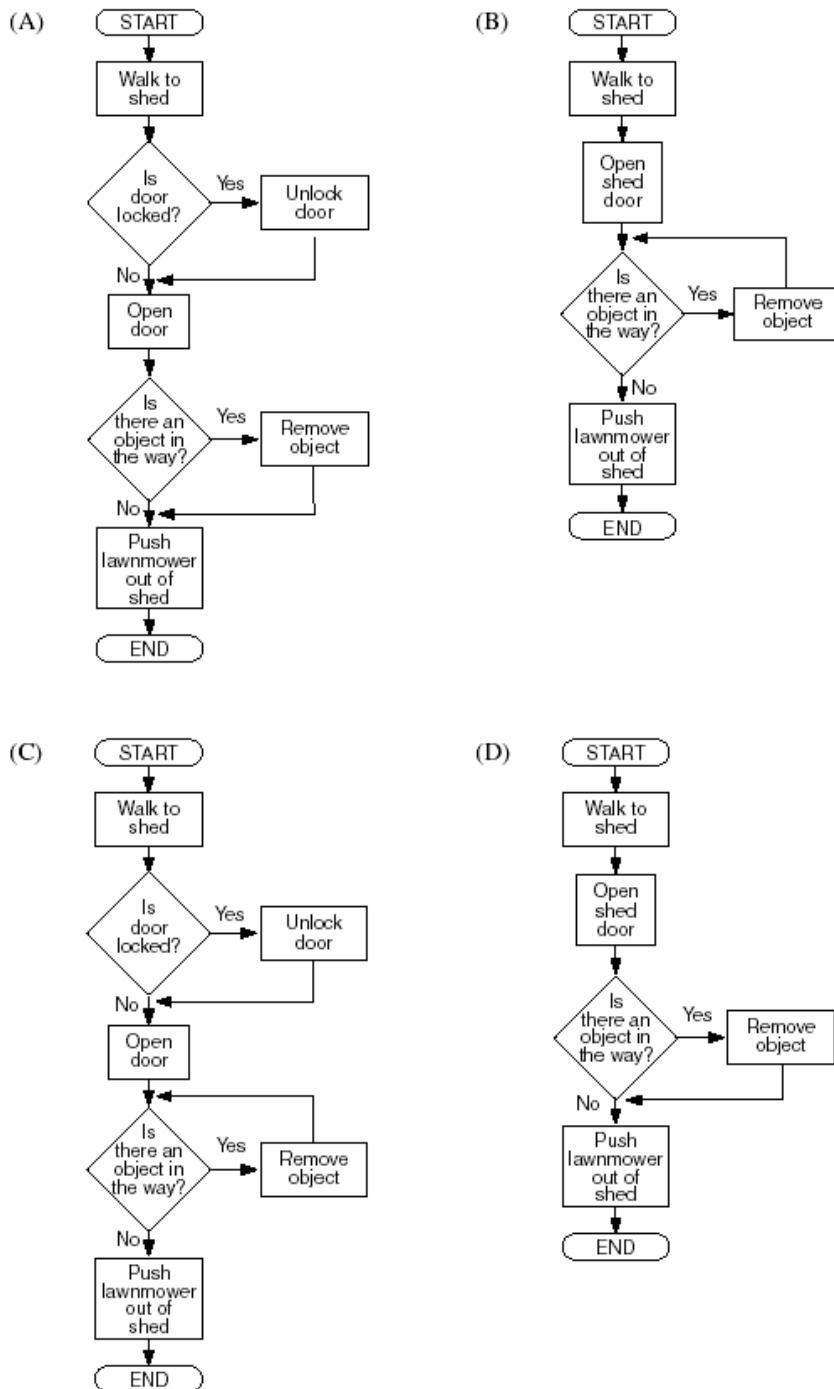 (A)
START
Walk to
shed
Is
door
locked?
Yes
Unlock
door
No
Open
door
Is
there an
object in
the way?
Yes
Remove
object
No
Push
lawnmower
out of
shed
END
(B)
START
Walk to
shed
Open
shed
door
Is
there an
object in
the way?
Yes
Remove
object
No
Push
lawnmower
out of
shed
END
(C)
START
Walk to
shed
Is
door
locked?
Yes
Unlock
door
No
Open
door
Is
there an
object in
the way?
Yes
Remove
object
No
Push
lawnmower
out of
shed
END
(D)
START
Walk to
shed
Open
shed
door
Is
there an
object in
the way?
Yes
Remove
object
No
Push
lawnmower
out of
shed
END